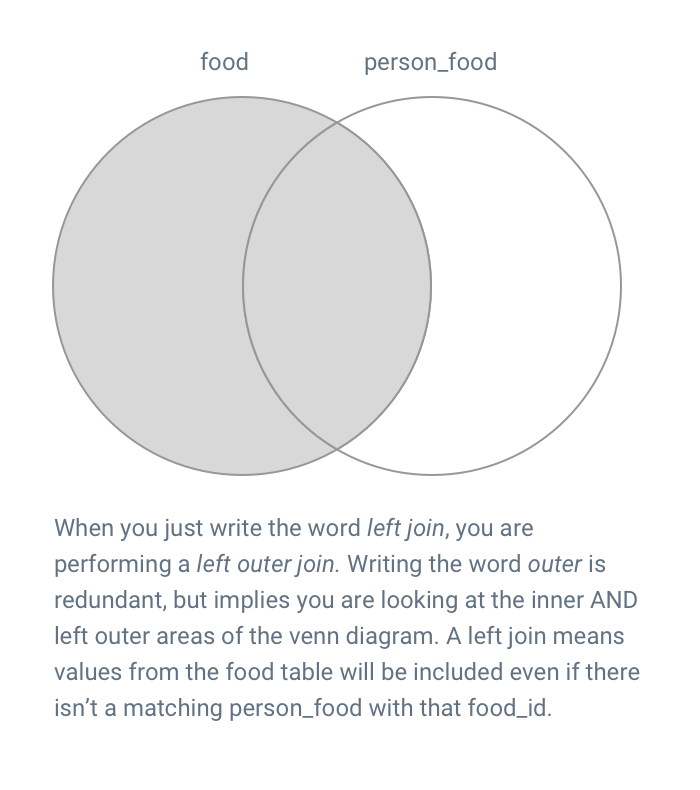 food person_food
When you just write the word left join, you are
performing a left outer join. Writing the word outer is
redundant, but implies you are looking at the inner AND
left outer areas of the venn diagram. A left join means
values from the food table will be included even if there
isn’t a matching person_food with that food_id.